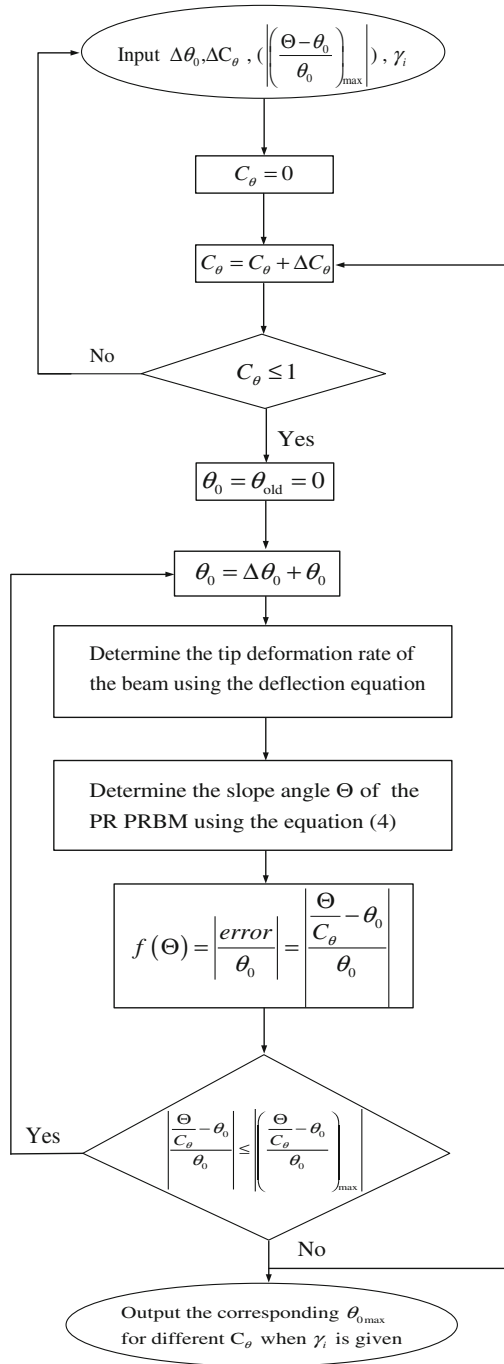 Input Δθ₀,ΔC_θ , (|((Θ−θ₀)/θ₀)_max|) , γᵢ
C_θ = 0
C_θ = C_θ + ΔC_θ
No
C_θ ≤ 1
Yes
θ₀ = θ_old = 0
θ₀ = Δθ₀ + θ₀
Determine the tip deformation rate of
the beam using the deflection equation
Determine the slope angle Θ of the
PR PRBM using the equation (4)
f(Θ) = |error/θ₀| = |(Θ/C_θ − θ₀)/θ₀|
Yes
|(Θ/C_θ − θ₀)/θ₀| ≤ |((Θ/C_θ − θ₀)/θ₀)_max|
No
Output the corresponding θ_0max
for different C_θ when γᵢ is given